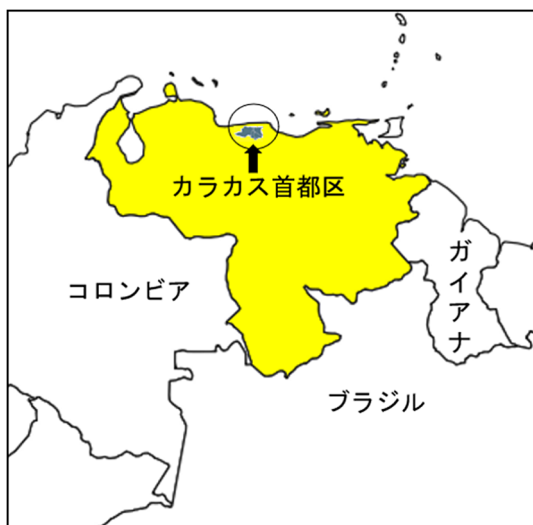 カラカス首都区
コロンビア
ガイアナ
ブラジル